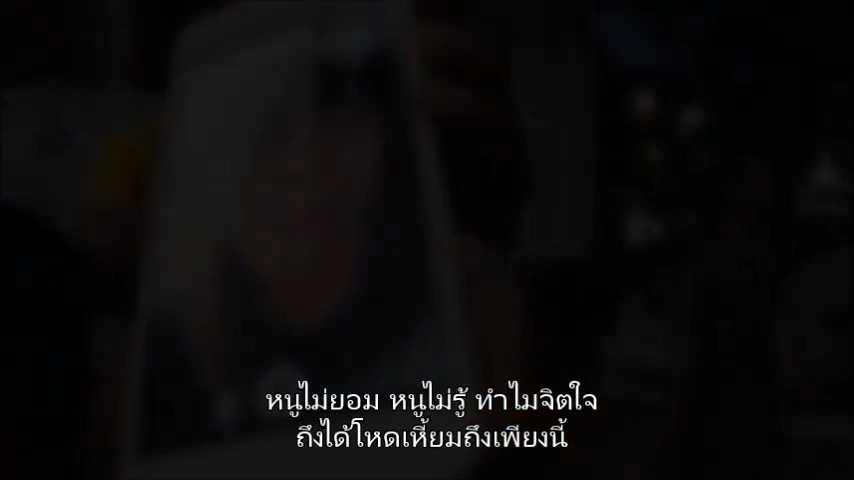 หนูไม่ยอม หนูไม่รู้ ทำไมจิตใจ
ถึงได้โหดเหี้ยมถึงเพียงนี้